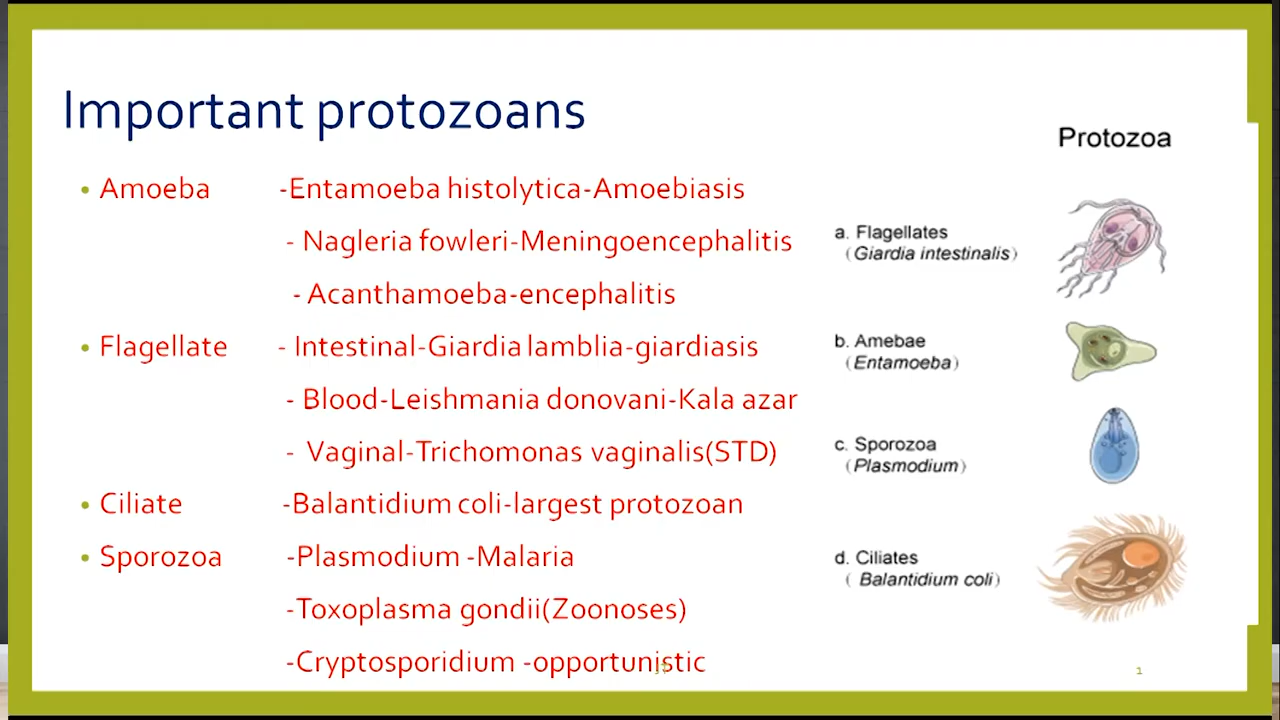 Important protozoans
• Amoeba -Entamoeba histolytica-Amoebiasis
- Nagleria fowleri-Meningoencephalitis
- Acanthamoeba-encephalitis
• Flagellate - Intestinal-Giardia lamblia-giardiasis
- Blood-Leishmania donovani-Kala azar
- Vaginal-Trichomonas vaginalis(STD)
• Ciliate -Balantidium coli-largest protozoan
• Sporozoa -Plasmodium -Malaria
-Toxoplasma gondii(Zoonoses)
-Cryptosporidium -opportunistic
Protozoa
a. Flagellates
(Giardia intestinalis)
b. Amebae
(Entamoeba)
c. Sporozoa
(Plasmodium)
d. Ciliates
( Balantidium coli)
1